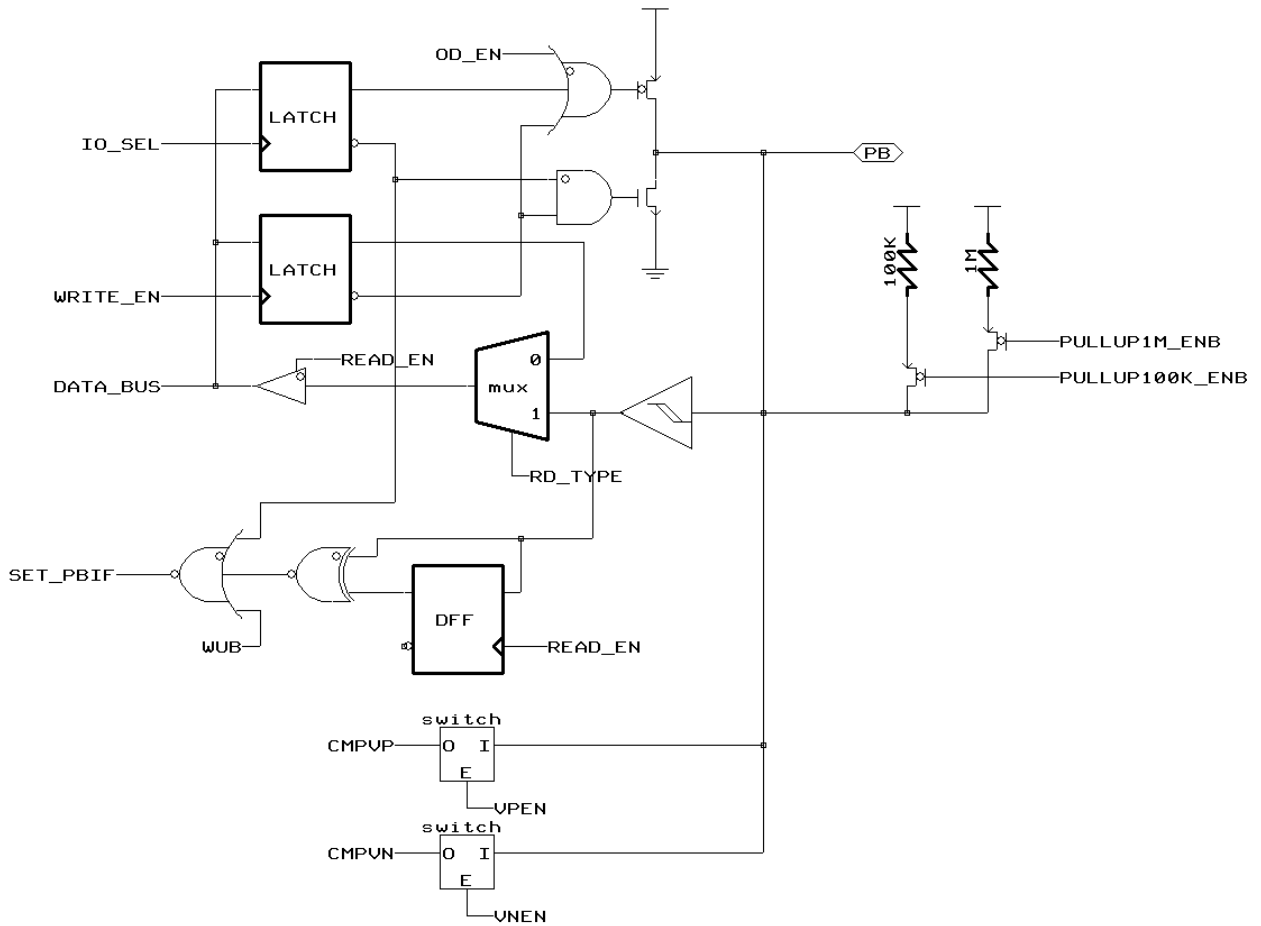 OD_EN
LATCH
IO_SEL
PB
100K
1M
LATCH
WRITE_EN
PULLUP1M_ENB
READ_EN
0
PULLUP100K_ENB
DATA_BUS
mux
1
RD_TYPE
SET_PBIF
DFF
WUB
READ_EN
switch
CMPVP
O I
E
VPEN
switch
CMPVN
O I
E
VNEN